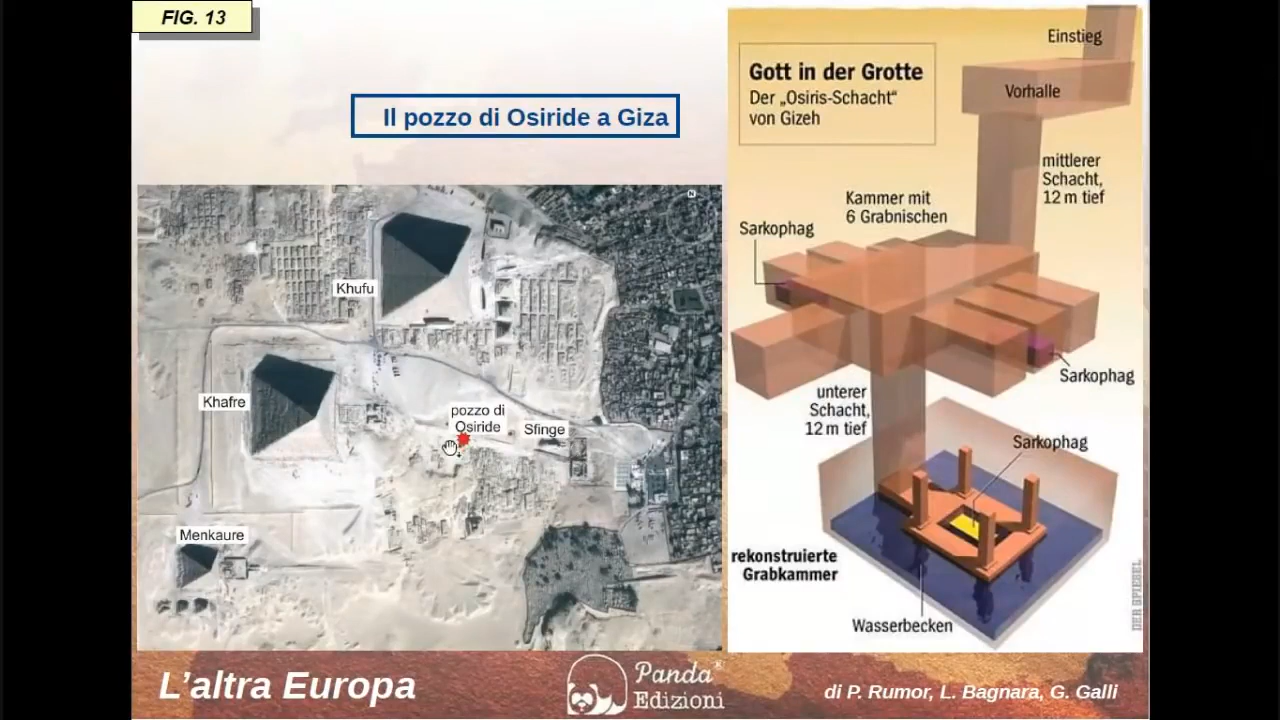 FIG. 13
Il pozzo di Osiride a Giza
Khufu
Khafre
pozzo di
Osiride
Sfinge
Menkaure
N
Gott in der Grotte
Der „Osiris-Schacht“
von Gizeh
Einstieg
Vorhalle
mittlerer
Schacht,
12 m tief
Kammer mit
6 Grabnischen
Sarkophag
Sarkophag
unterer
Schacht,
12 m tief
Sarkophag
rekonstruierte
Grabkammer
Wasserbecken
DER SPIEGEL
L’altra Europa
Panda®
Edizioni
di P. Rumor, L. Bagnara, G. Galli